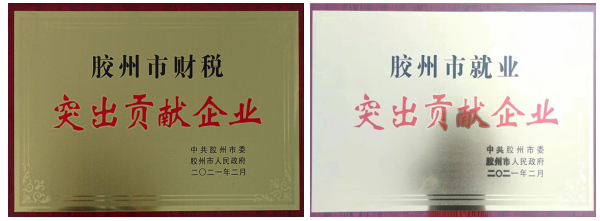 胶州市财税
突出贡献企业
中共胶州市委
胶州市人民政府
二〇二一年二月
胶州市就业
突出贡献企业
中共胶州市委
胶州市人民政府
二〇二一年二月